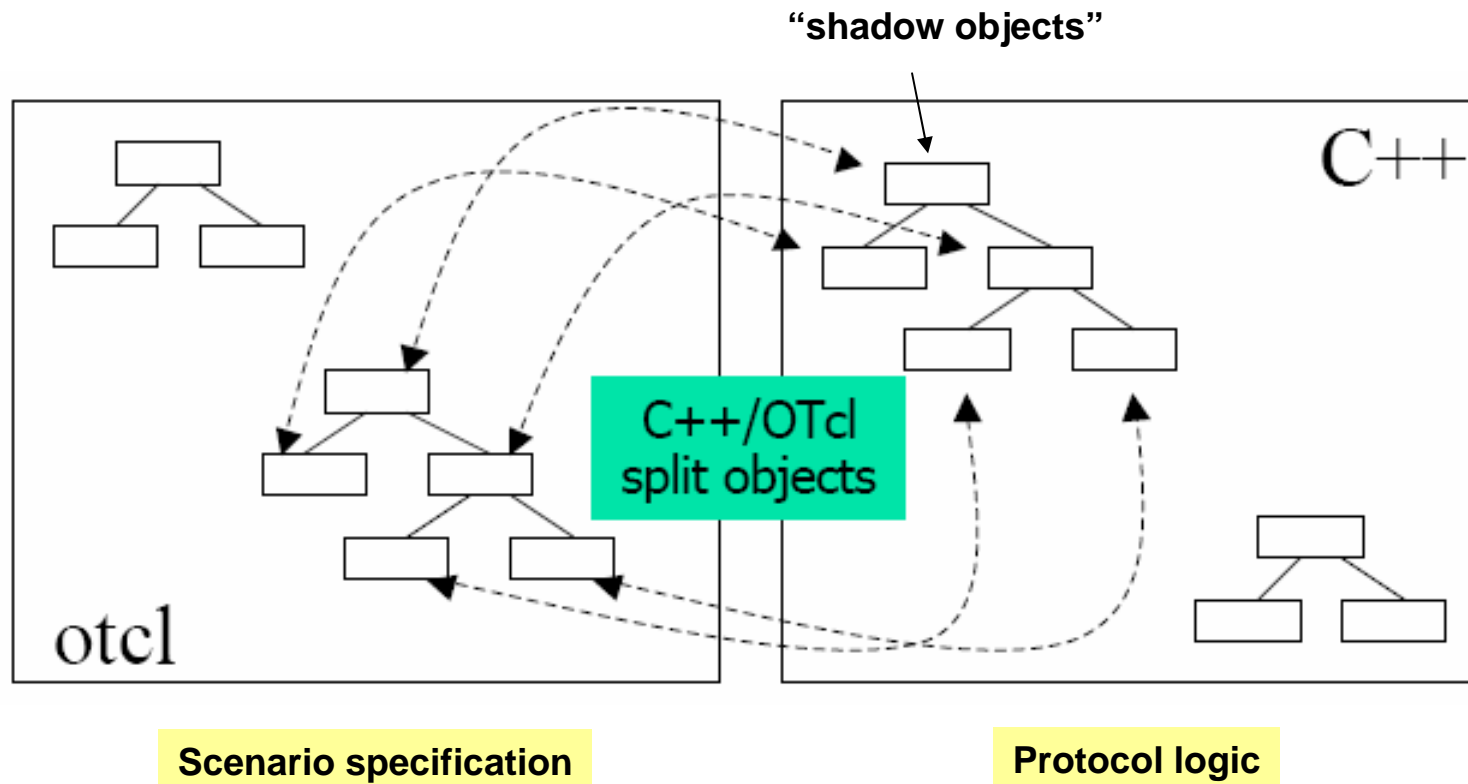 “shadow objects”
C++
C++/OTcl
split objects
otcl
Scenario specification
Protocol logic